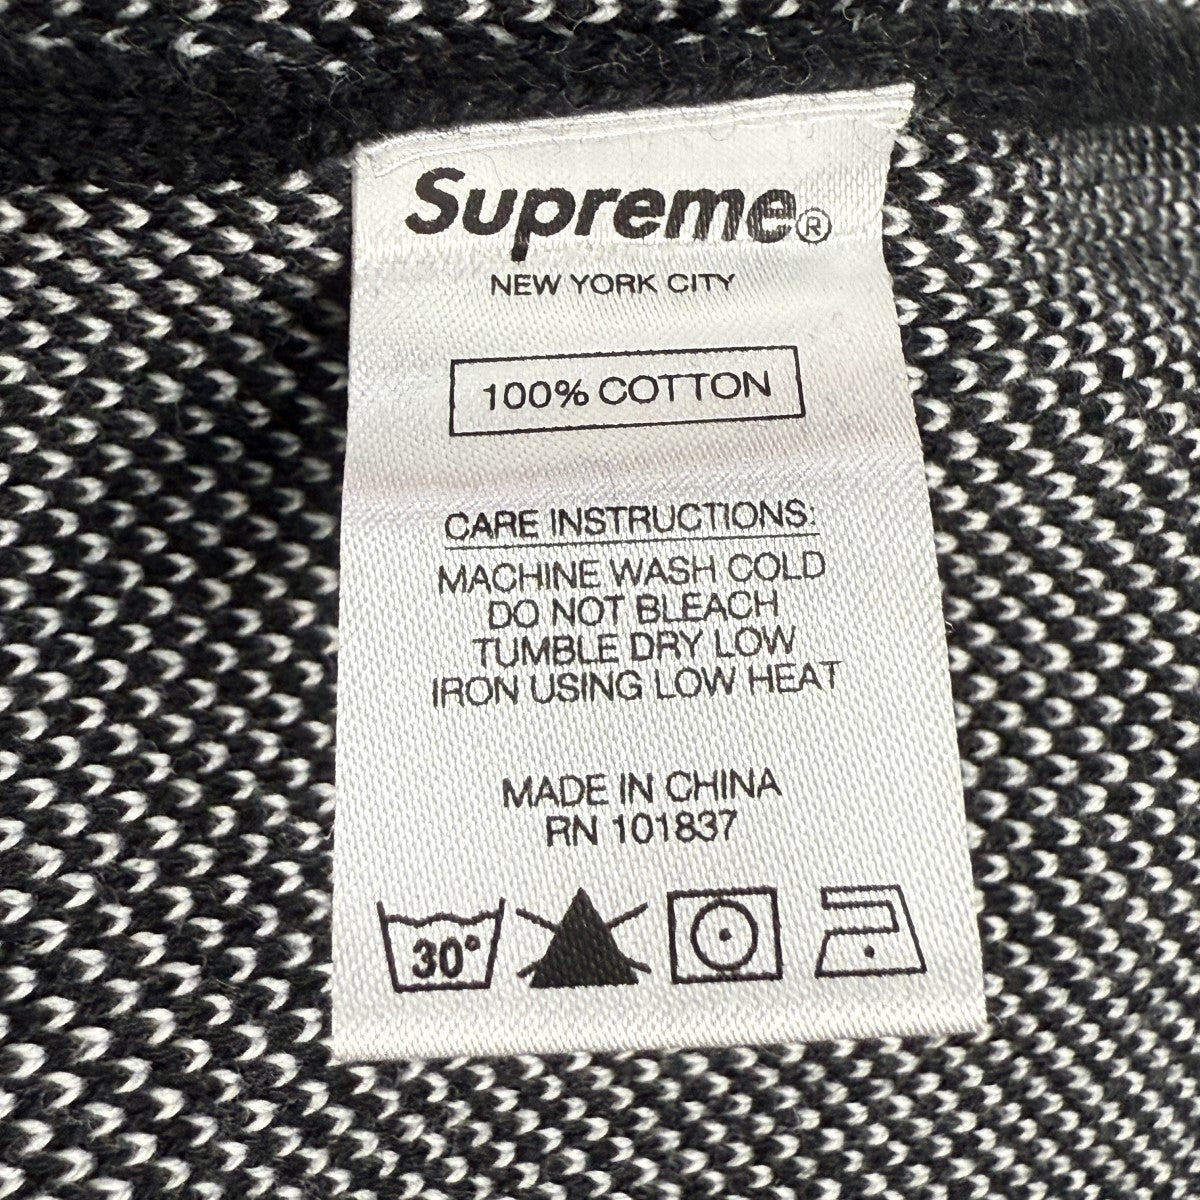 Supreme®
NEW YORK CITY
100% COTTON
CARE INSTRUCTIONS:
MACHINE WASH COLD
DO NOT BLEACH
TUMBLE DRY LOW
IRON USING LOW HEAT
MADE IN CHINA
RN 101837
30°